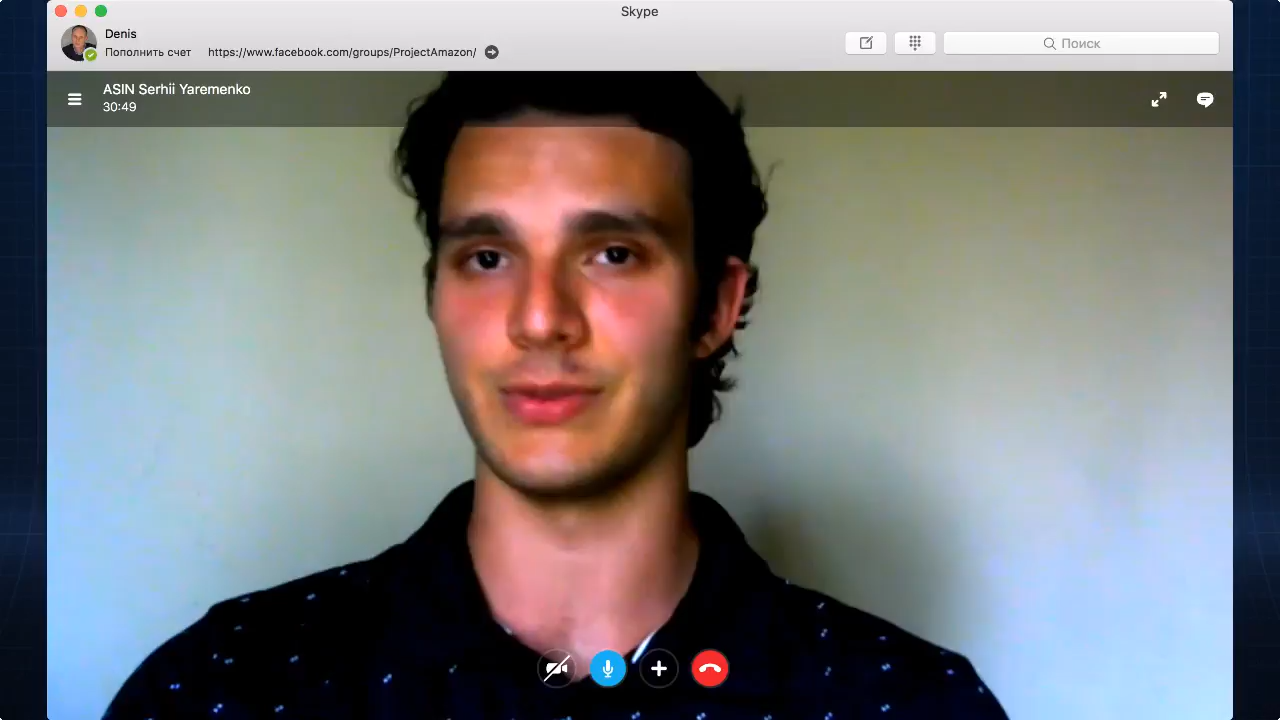 Skype
Denis
Пополнить счет https://www.facebook.com/groups/ProjectAmazon/
Поиск
ASIN Serhii Yaremenko
30:49